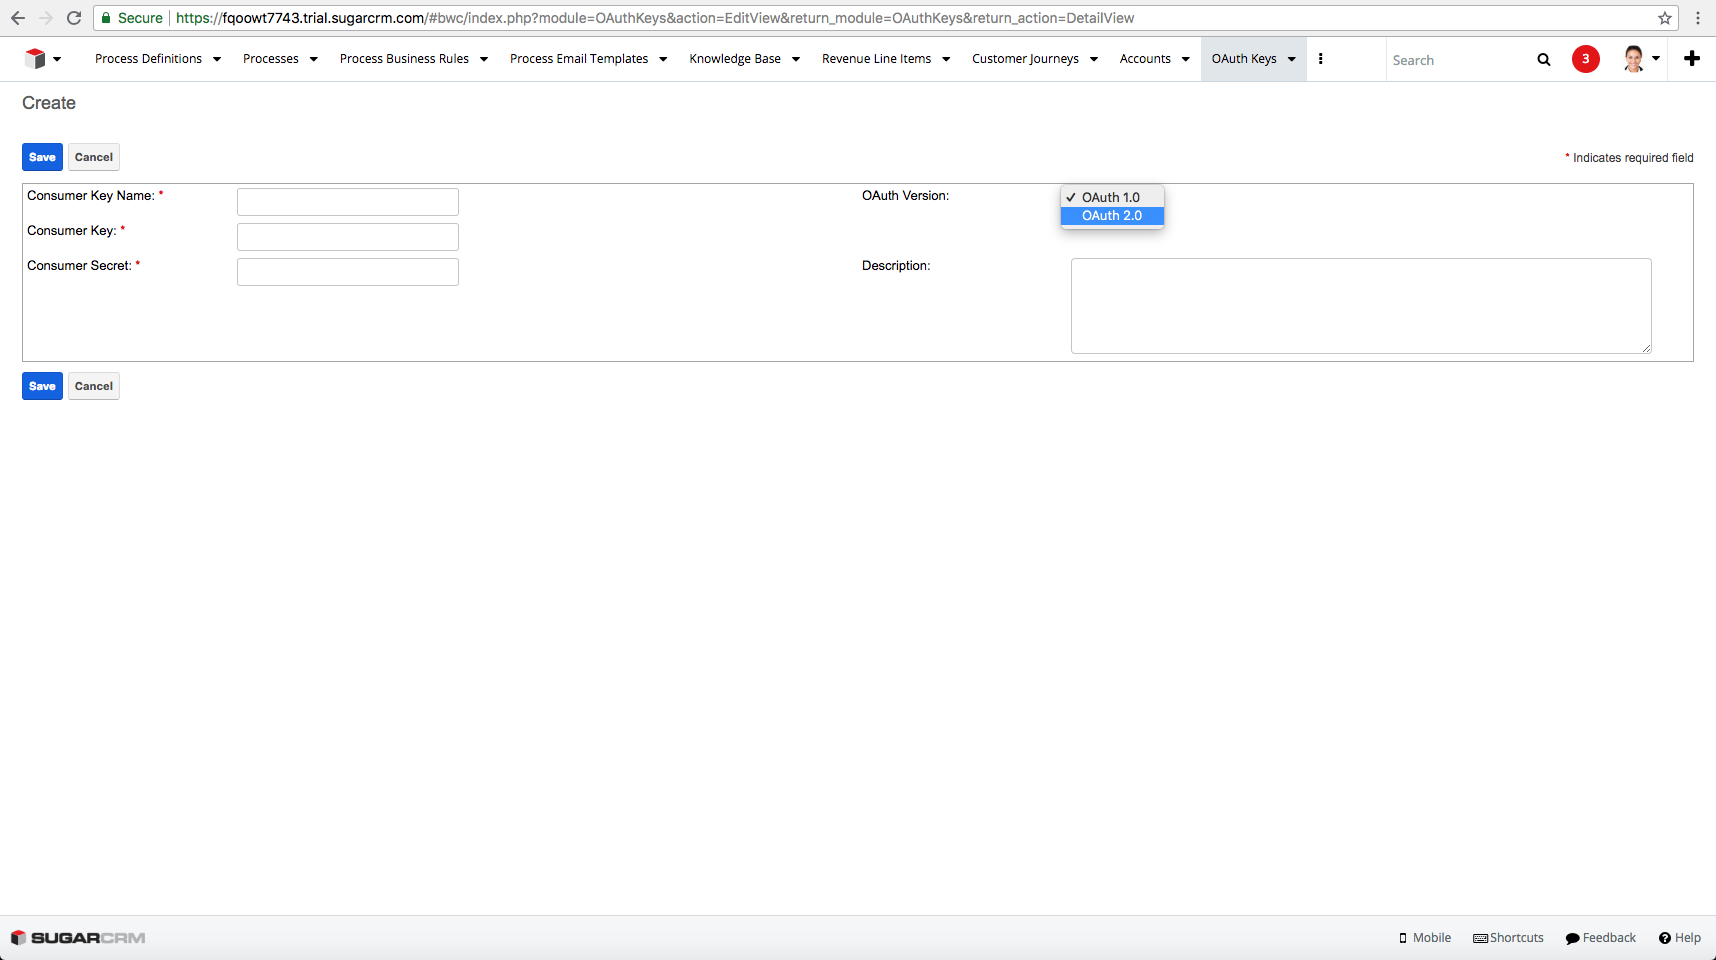 Secure https://fqoowt7743.trial.sugarcrm.com/#bwc/index.php?module=OAuthKeys&action=EditView&return_module=OAuthKeys&return_action=DetailView
Process Definitions Processes Process Business Rules Process Email Templates Knowledge Base Revenue Line Items Customer Journeys Accounts OAuth Keys Search 3
Create
Save Cancel * Indicates required field
Consumer Key Name: * OAuth Version: ✓ OAuth 1.0
OAuth 2.0
Consumer Key: *
Consumer Secret: * Description:
Save Cancel
SUGARCRM Mobile Shortcuts Feedback Help